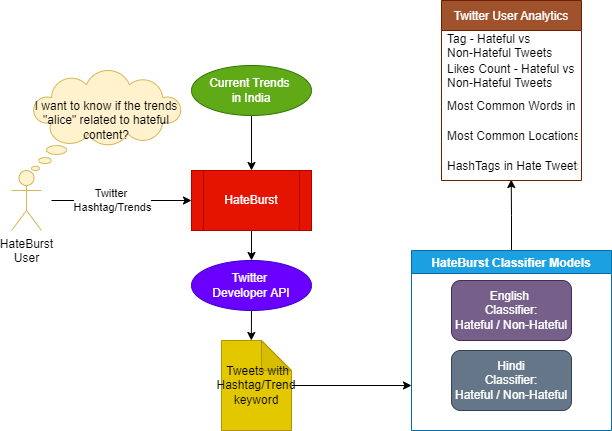 Twitter User Analytics
Tag - Hateful vs
Non-Hateful Tweets
Likes Count - Hateful vs
Non-Hateful Tweets
Most Common Words in
Most Common Locations
HashTags in Hate Tweets
Current Trends
in India
I want to know if the trends
"alice" related to hateful
content?
Twitter
Hashtag/Trends
HateBurst
HateBurst
User
Twitter
Developer API
HateBurst Classifier Models
English
Classifier:
Hateful / Non-Hateful
Hindi
Classifier:
Hateful / Non-Hateful
Tweets with
Hashtag/Trend
keyword